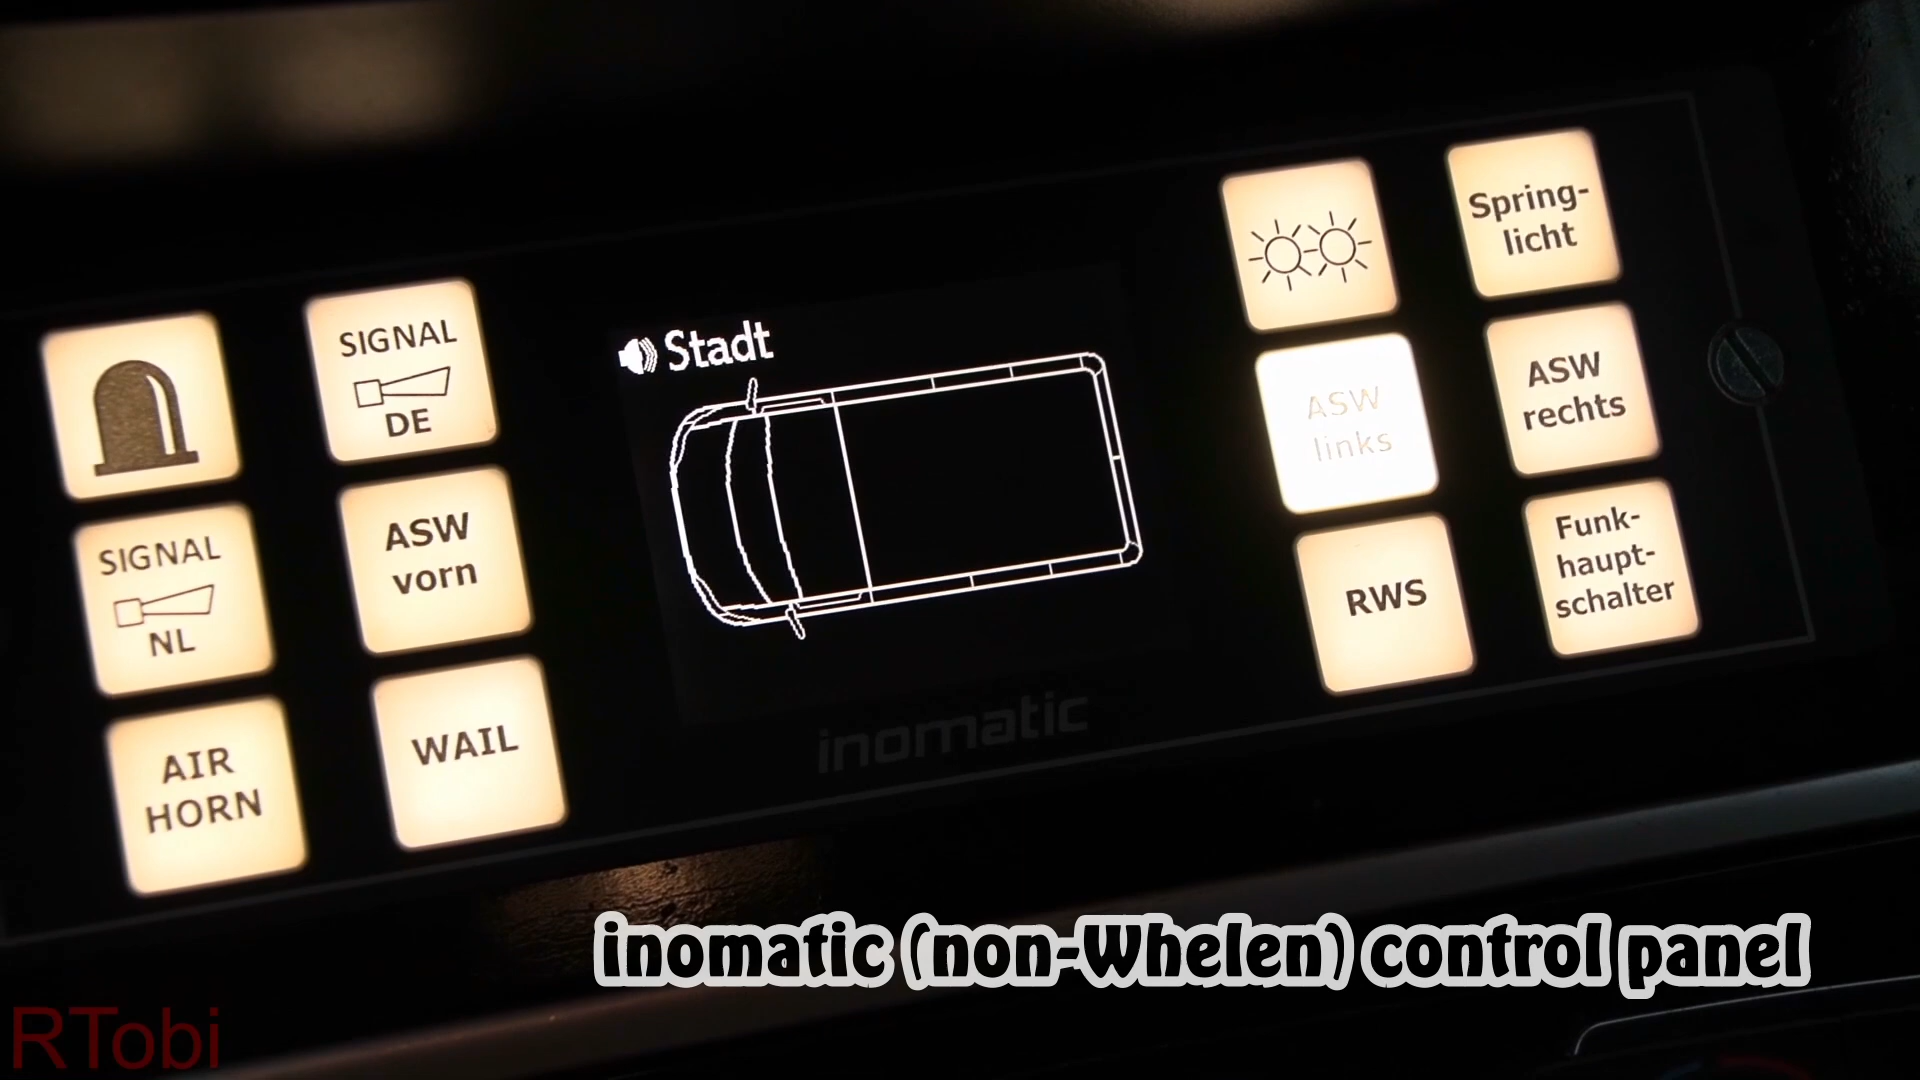 SIGNAL
DE
SIGNAL
NL
ASW
vorn
AIR
HORN
WAIL
Stadt
inomatic
Spring-
licht
ASW
links
ASW
rechts
RWS
Funk-
haupt-
schalter
inomatic (non-Whelen) control panel
RTobi